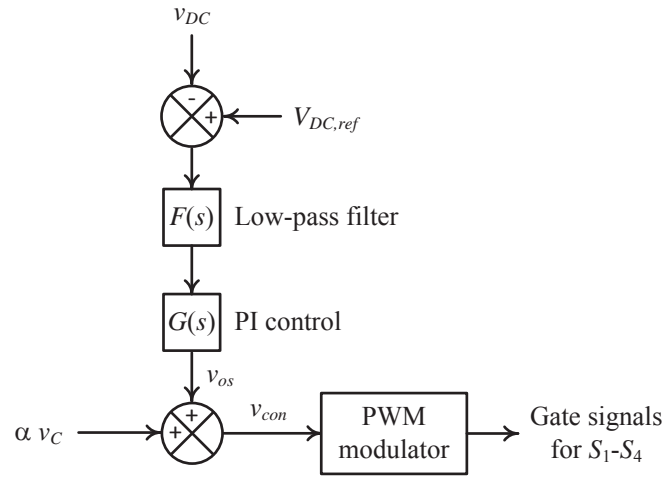 v_DC
-
+
V_DC,ref
F(s)
Low-pass filter
G(s)
PI control
v_os
+
v_con
α v_C
+
PWM
modulator
Gate signals
for S_1-S_4